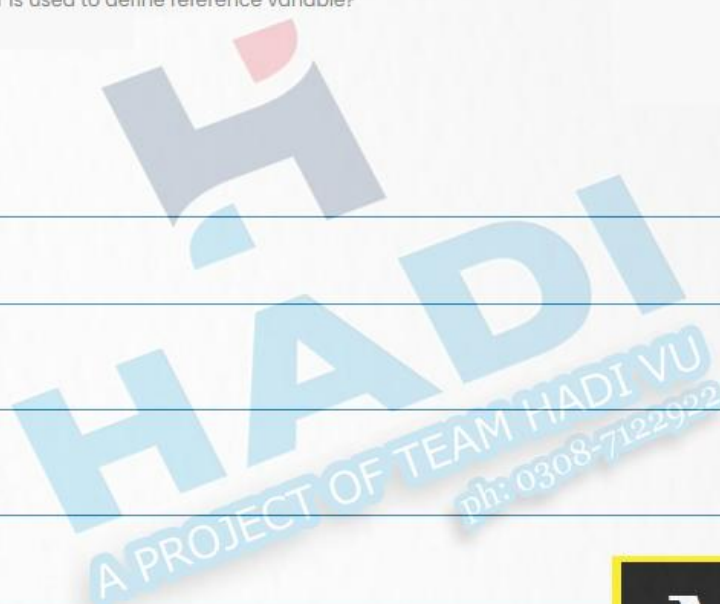 is used to define reference variable?
HADI
A PROJECT OF TEAM HADI VU
ph: 0308-7122922